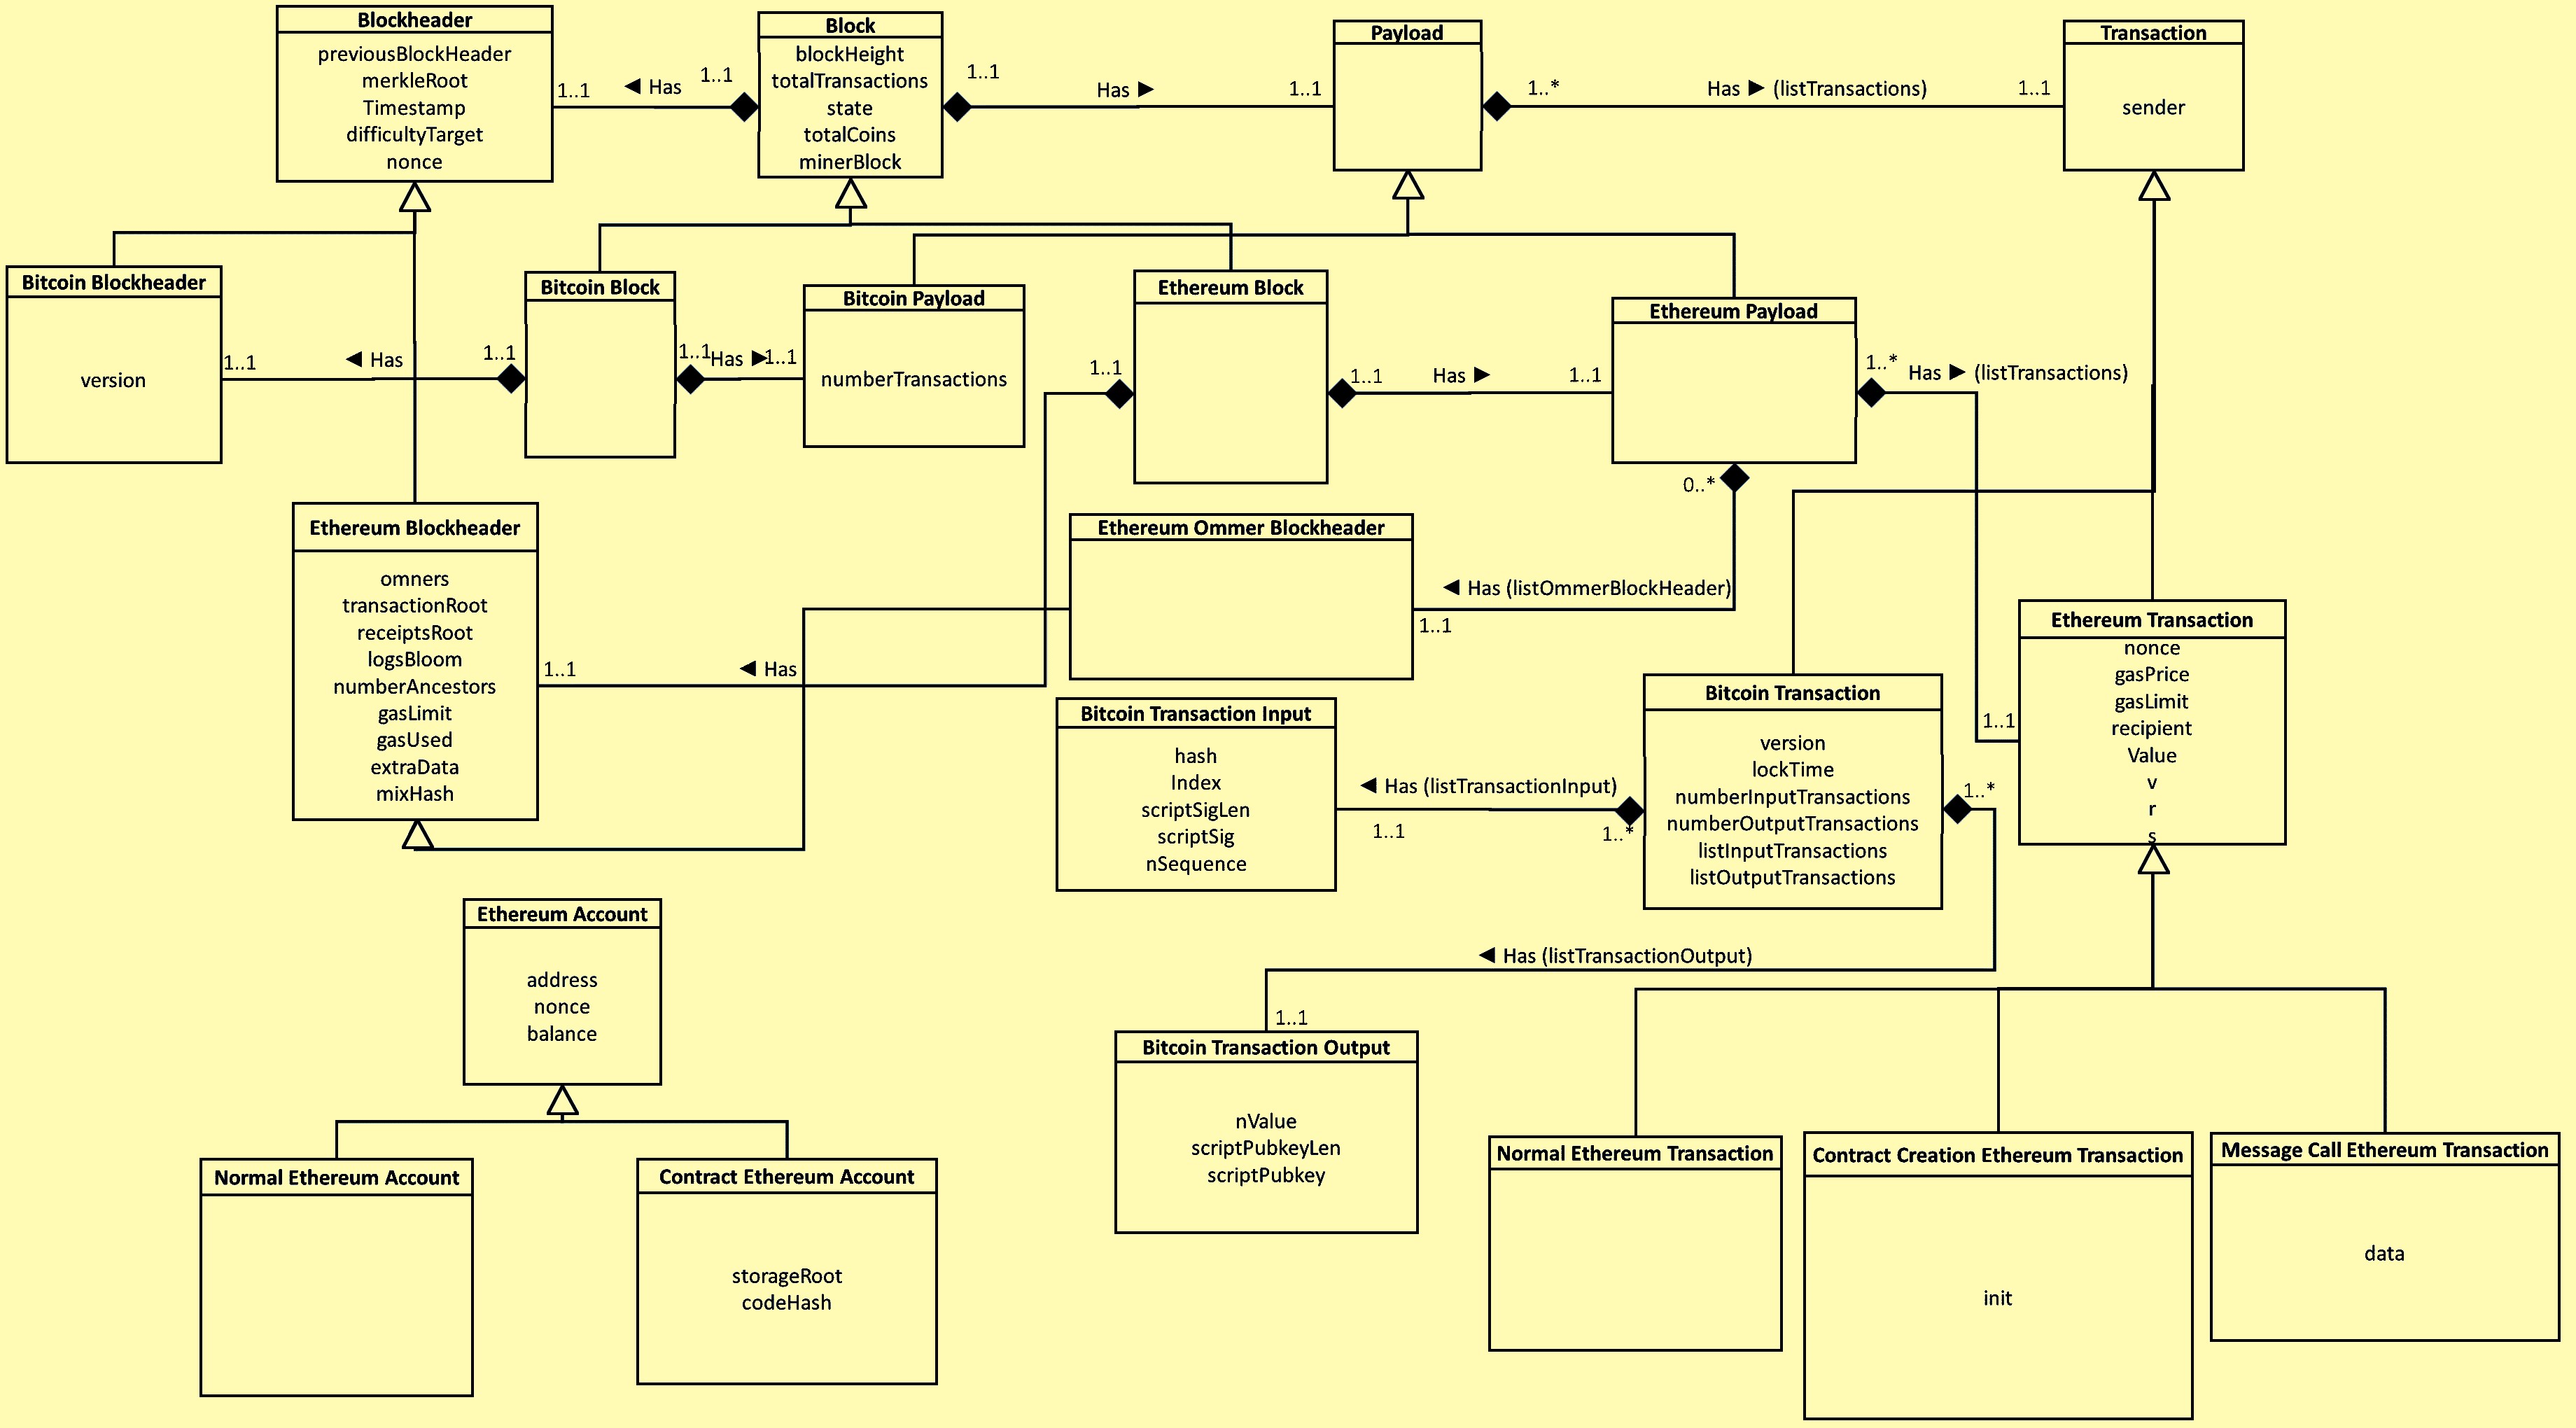 Blockheader
previousBlockHeader
merkleRoot
Timestamp
difficultyTarget
nonce
1..1
◄ Has
1..1
Block
blockHeight
totalTransactions
state
totalCoins
minerBlock
1..1
Has ►
1..1
Payload
1..*
Has ► (listTransactions)
1..1
Transaction
sender
Bitcoin Blockheader
version
1..1
◄ Has
1..1
Bitcoin Block
1..1
Has ►
1..1
Bitcoin Payload
numberTransactions
1..1
Ethereum Block
1..1
Has ►
1..1
Ethereum Payload
1..*
Has ► (listTransactions)
0..*
Ethereum Blockheader
omners
transactionRoot
receiptsRoot
logsBloom
numberAncestors
gasLimit
gasUsed
extraData
mixHash
1..1
◄ Has
Ethereum Ommer Blockheader
◄ Has (listOmmerBlockHeader)
1..1
Ethereum Transaction
nonce
gasPrice
gasLimit
recipient
Value
v
r
s
1..1
Bitcoin Transaction Input
hash
Index
scriptSigLen
scriptSig
nSequence
◄ Has (listTransactionInput)
1..1
1..*
Bitcoin Transaction
version
lockTime
numberInputTransactions
numberOutputTransactions
listInputTransactions
listOutputTransactions
1..*
◄ Has (listTransactionOutput)
1..1
Ethereum Account
address
nonce
balance
Bitcoin Transaction Output
nValue
scriptPubkeyLen
scriptPubkey
Normal Ethereum Account
Contract Ethereum Account
storageRoot
codeHash
Normal Ethereum Transaction
Contract Creation Ethereum Transaction
init
Message Call Ethereum Transaction
data